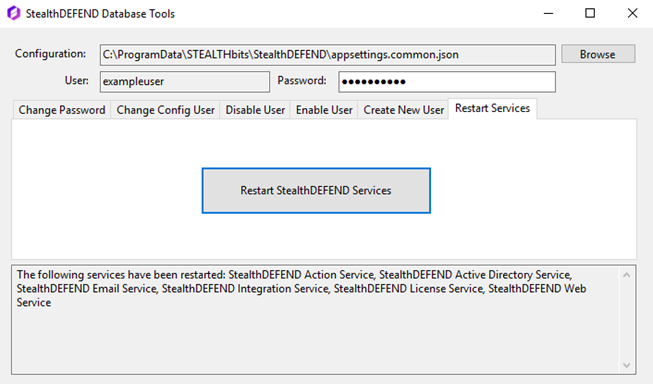 StealthDEFEND Database Tools
Configuration: C:\ProgramData\STEALTHbits\StealthDEFEND\appsettings.common.json Browse
User: exampleuser Password: ●●●●●●●●●●
Change Password Change Config User Disable User Enable User Create New User Restart Services
Restart StealthDEFEND Services
The following services have been restarted: StealthDEFEND Action Service, StealthDEFEND Active Directory Service,
StealthDEFEND Email Service, StealthDEFEND Integration Service, StealthDEFEND License Service, StealthDEFEND Web
Service